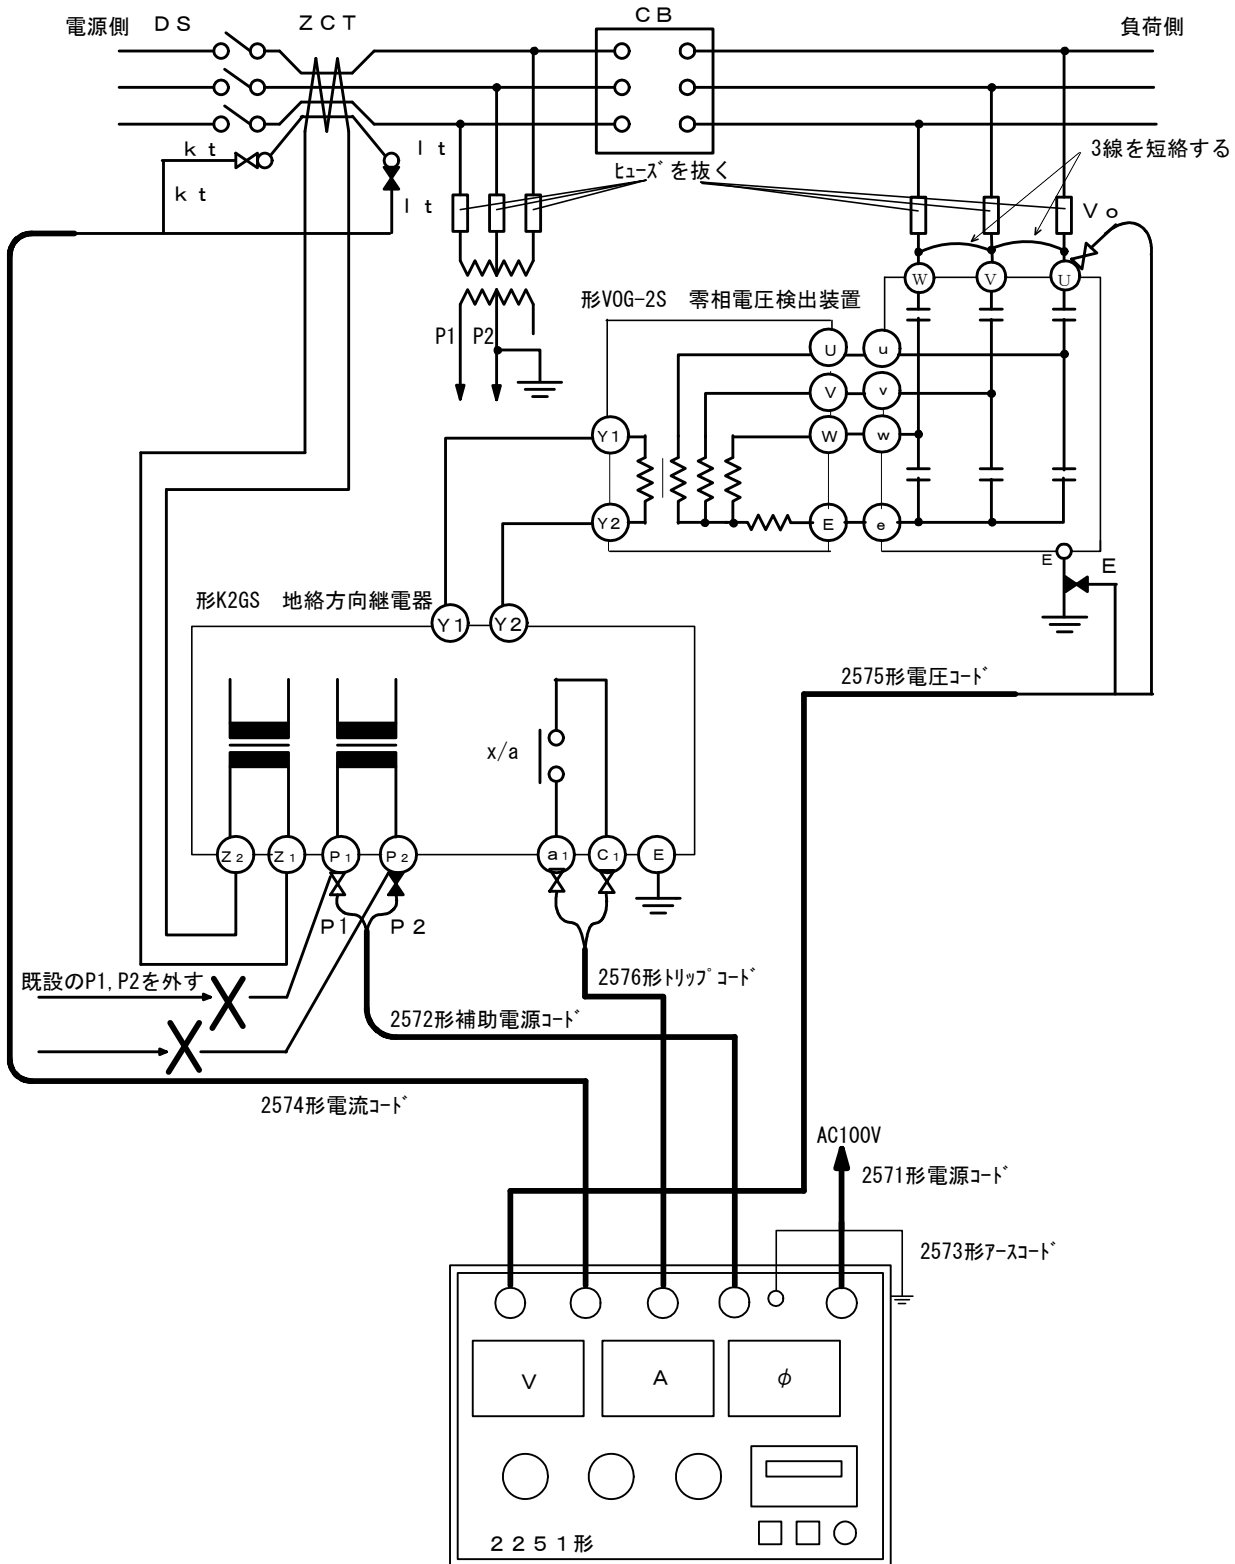 電源側
DS
ZCT
CB
負荷側
kt
lt
kt
lt
ﾋｭｰｽﾞを抜く
3線を短絡する
Vo
W
V
U
形VOG-2S 零相電圧検出装置
P1
P2
U
u
V
v
W
w
Y1
Y2
E
e
E
E
形K2GS 地絡方向継電器
Y1
Y2
2575形電圧ｺｰﾄﾞ
x/a
Z2
Z1
P1
P2
a1
C1
E
P1
P2
既設のP1,P2を外す
2576形ﾄﾘｯﾌﾟｺｰﾄﾞ
2572形補助電源ｺｰﾄﾞ
2574形電流ｺｰﾄﾞ
AC100V
2571形電源ｺｰﾄﾞ
2573形ｱｰｽｺｰﾄﾞ
V
A
φ
2251形